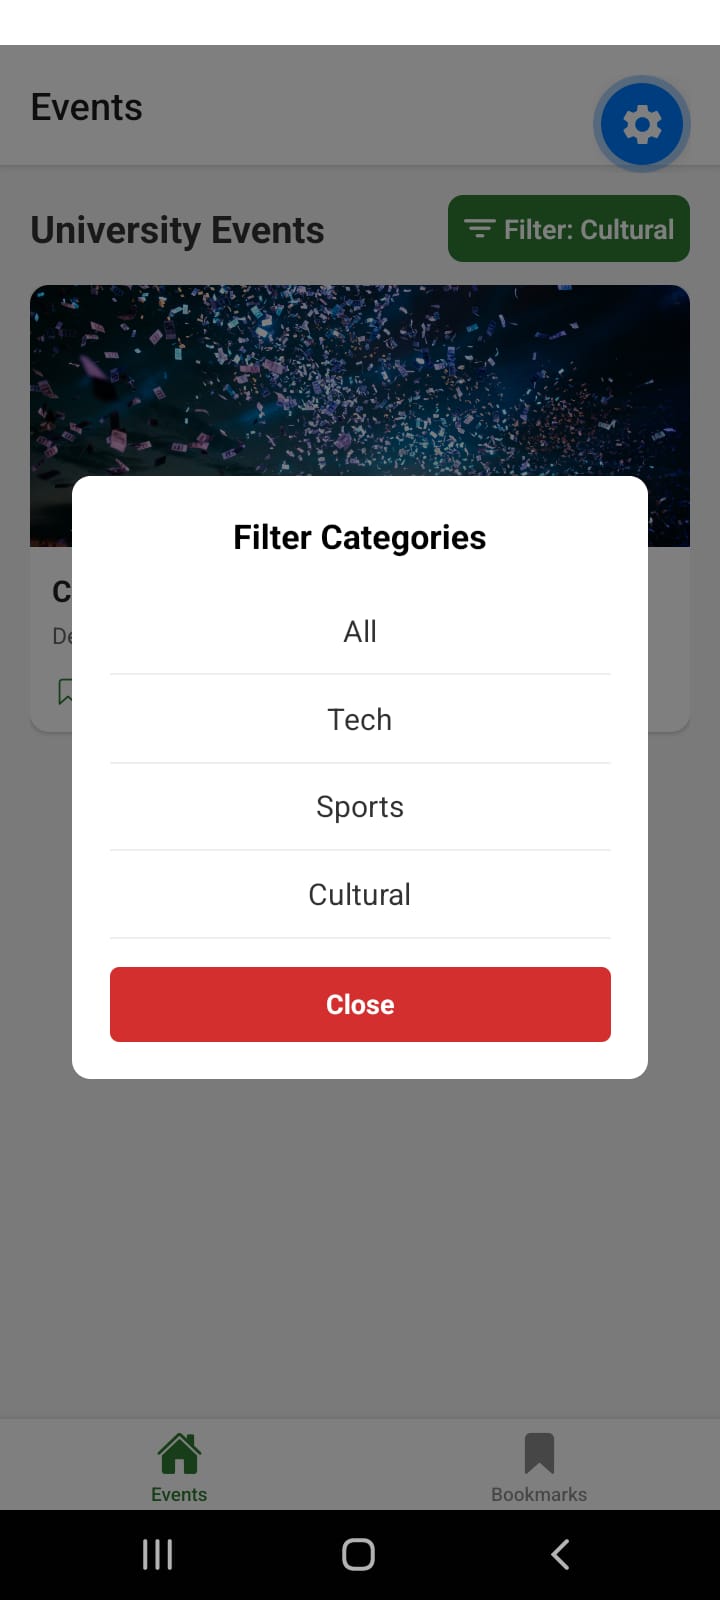 Events
University Events
Filter: Cultural
Filter Categories
All
Tech
Sports
Cultural
Close
Events
Bookmarks